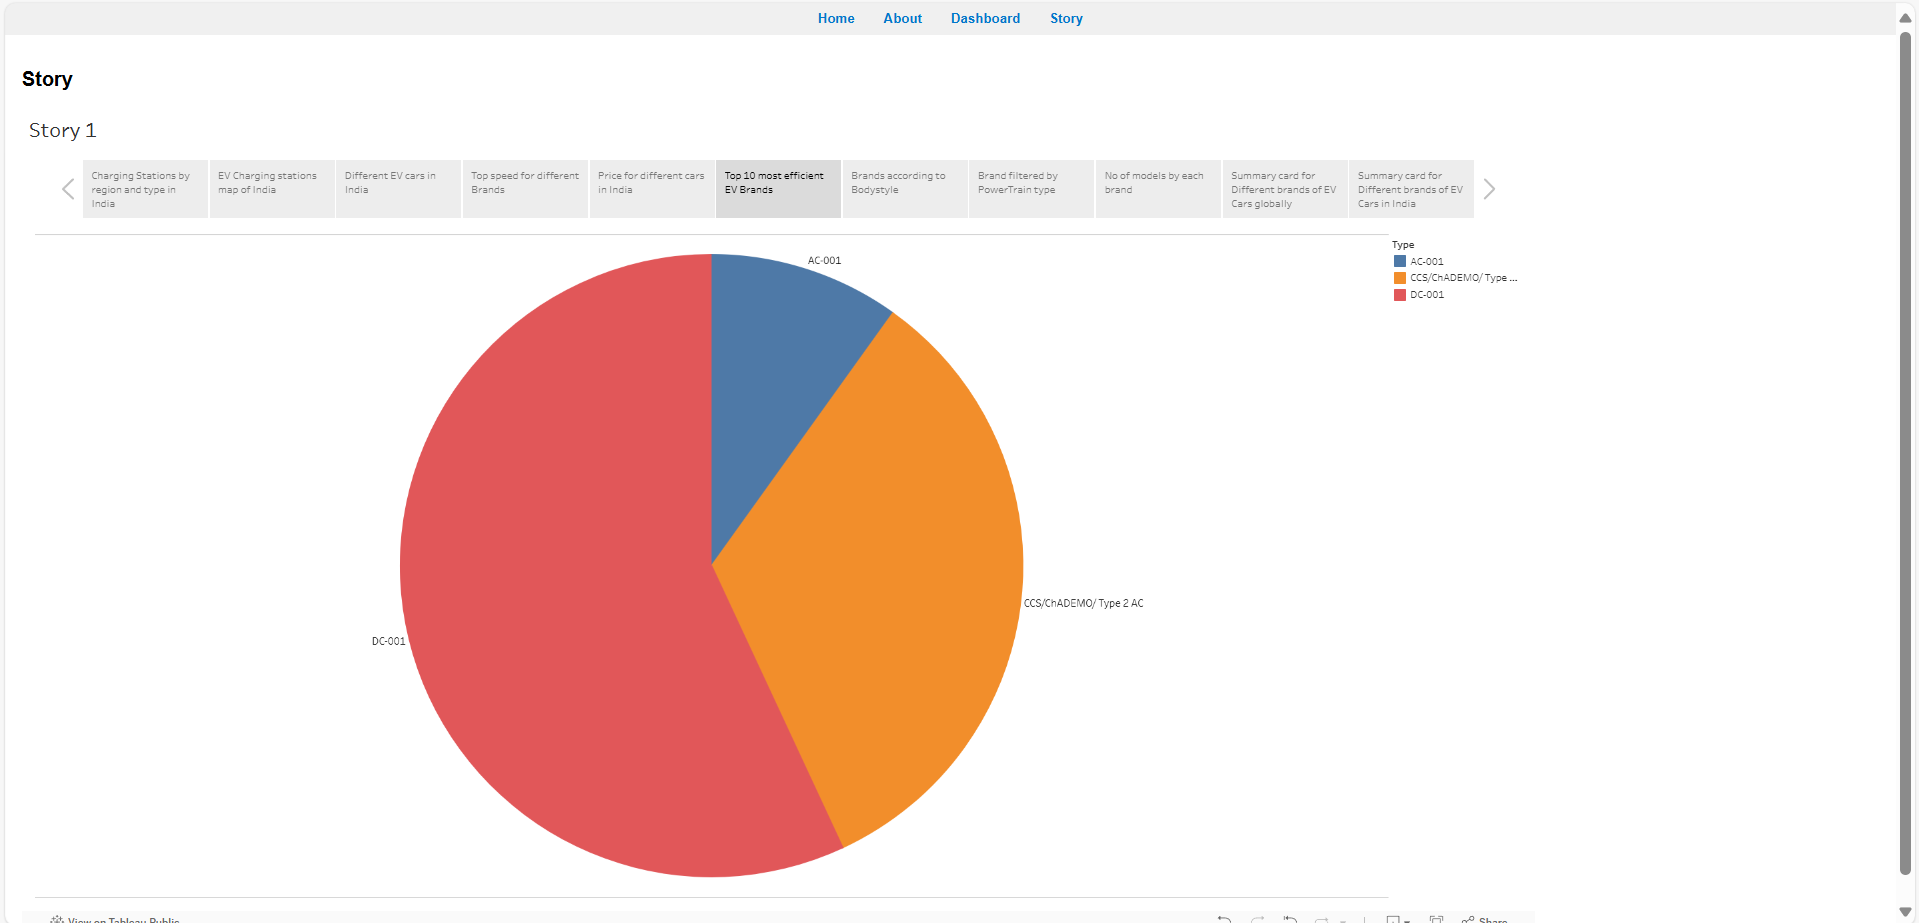 Home About Dashboard Story
Story
Story 1
Charging Stations by
region and type in
India
EV Charging stations
map of India
Different EV cars in
India
Top speed for different
Brands
Price for different cars
in India
Top 10 most efficient
EV Brands
Brands according to
Bodystyle
Brand filtered by
PowerTrain type
No of models by each
brand
Summary card for
Different brands of EV
Cars globally
Summary card for
Different brands of EV
Cars in India
Type
AC-001
CCS/ChADEMO/ Type ...
DC-001
AC-001
CCS/ChADEMO/ Type 2 AC
DC-001
View on Tableau Public
Share